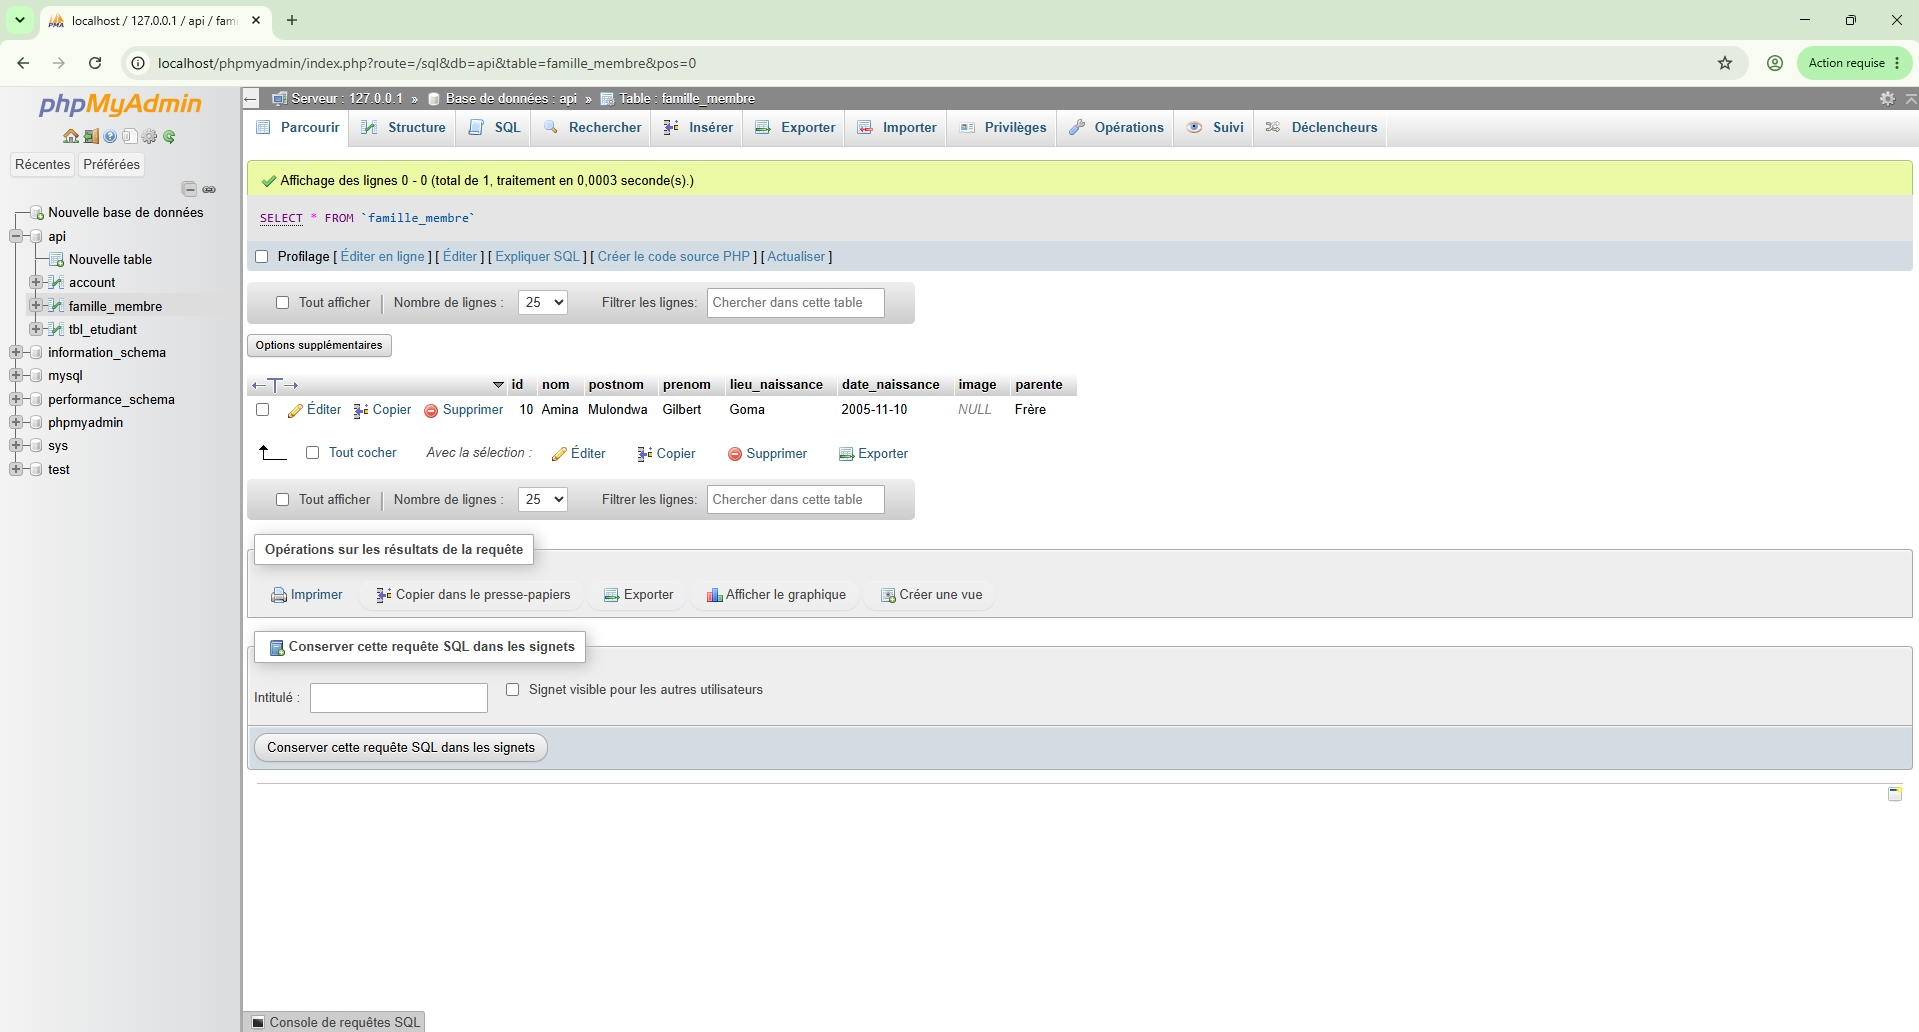 localhost / 127.0.0.1 / api / fami
localhost/phpmyadmin/index.php?route=/sql&db=api&table=famille_membre&pos=0
Action requise
phpMyAdmin
Récentes Préférées
Nouvelle base de données
api
Nouvelle table
account
famille_membre
tbl_etudiant
information_schema
mysql
performance_schema
phpmyadmin
sys
test
Serveur : 127.0.0.1 » Base de données : api » Table : famille_membre
Parcourir Structure SQL Rechercher Insérer Exporter Importer Privilèges Opérations Suivi Déclencheurs
Affichage des lignes 0 - 0 (total de 1, traitement en 0,0003 seconde(s).)
SELECT * FROM `famille_membre`
Profilage [ Éditer en ligne ] [ Éditer ] [ Expliquer SQL ] [ Créer le code source PHP ] [ Actualiser ]
Tout afficher Nombre de lignes : 25 Filtrer les lignes: Chercher dans cette table
Options supplémentaires
id nom postnom prenom lieu_naissance date_naissance image parente
Éditer Copier Supprimer 10 Amina Mulondwa Gilbert Goma 2005-11-10 NULL Frère
Tout cocher Avec la sélection : Éditer Copier Supprimer Exporter
Tout afficher Nombre de lignes : 25 Filtrer les lignes: Chercher dans cette table
Opérations sur les résultats de la requête
Imprimer Copier dans le presse-papiers Exporter Afficher le graphique Créer une vue
Conserver cette requête SQL dans les signets
Intitulé : Signet visible pour les autres utilisateurs
Conserver cette requête SQL dans les signets
Console de requêtes SQL